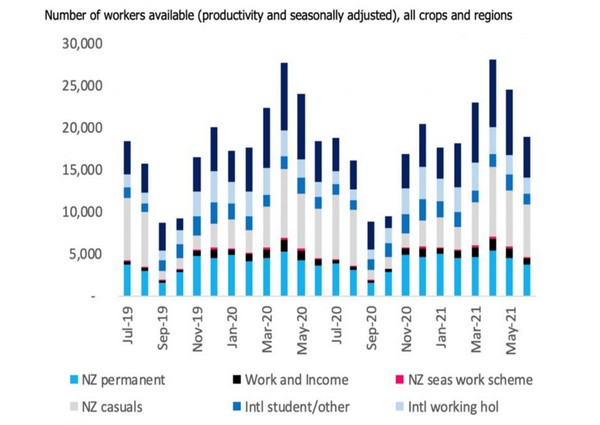 Number of workers available (productivity and seasonally adjusted), all crops and regions
30,000
25,000
20,000
15,000
10,000
5,000
-
Jul-19 Sep-19 Nov-19 Jan-20 Mar-20 May-20 Jul-20 Sep-20 Nov-20 Jan-21 Mar-21 May-21
NZ permanent Work and Income NZ seas work scheme
NZ casuals Intl student/other Intl working hol